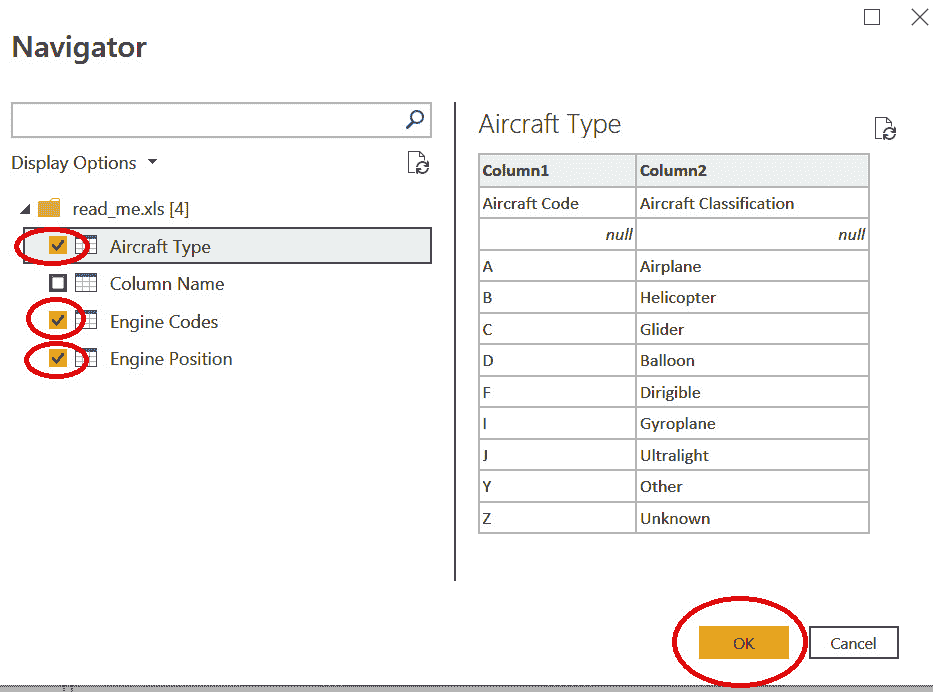 Navigator
Display Options
read_me.xls [4]
Aircraft Type
Column Name
Engine Codes
Engine Position
Aircraft Type
Column1 Column2
Aircraft Code Aircraft Classification
null null
A Airplane
B Helicopter
C Glider
D Balloon
F Dirigible
I Gyroplane
J Ultralight
Y Other
Z Unknown
OK Cancel